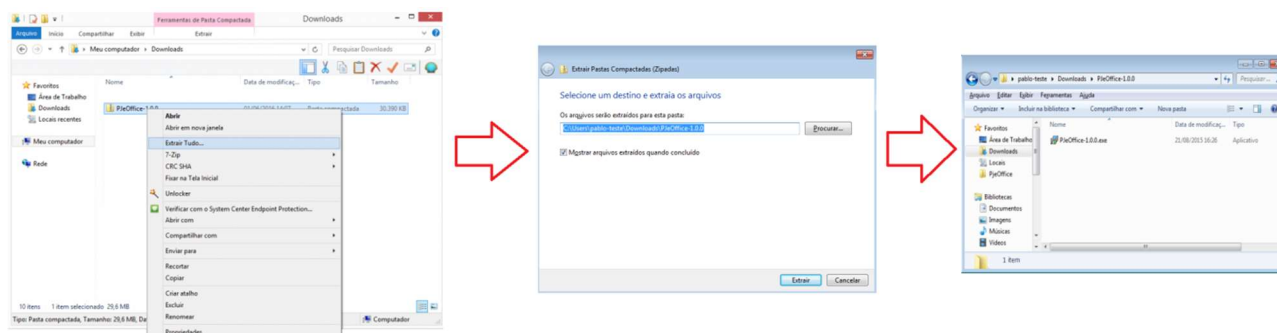 Ferramentas de Pasta Compactada
Downloads
Arquivo Início Compartilhar Exibir Extrair
Meu computador Downloads
Pesquisar Downloads
Nome Data de modificaç... Tipo Tamanho
Favoritos
Área de Trabalho
Downloads
Locais recentes
Meu computador
Rede
PJeOffice-1.0.0 01/06/2016 14:07 Pasta compactada 30.390 KB
Abrir
Abrir em nova janela
Extrair Tudo...
7-Zip
CRC SHA
Fixar na Tela Inicial
Unlocker
Verificar com o System Center Endpoint Protection...
Abrir com
Compartilhar com
Enviar para
Recortar
Copiar
Criar atalho
Excluir
Renomear
Propriedades
10 itens 1 item selecionado 29,6 MB
Tipo: Pasta compactada, Tamanho: 29,6 MB, Da
Computador
Extrair Pastas Compactadas (Zipadas)
Selecione um destino e extraia os arquivos
Os arquivos serão extraídos para esta pasta:
C:\Users\pablo-teste\Downloads\PJeOffice-1.0.0
Procurar...
Mostrar arquivos extraídos quando concluído
Extrair Cancelar
pablo-teste Downloads PJeOffice-1.0.0
Pesquisar ...
Arquivo Editar Exibir Ferramentas Ajuda
Organizar Incluir na biblioteca Compartilhar com Nova pasta
Nome Data de modificaç... Tipo
Favoritos
Área de Trabalho
Downloads
Locais
PjeOffice
Bibliotecas
Documentos
Imagens
Músicas
Vídeos
PJeOffice-1.0.0.exe 21/08/2015 16:26 Aplicativo
1 item